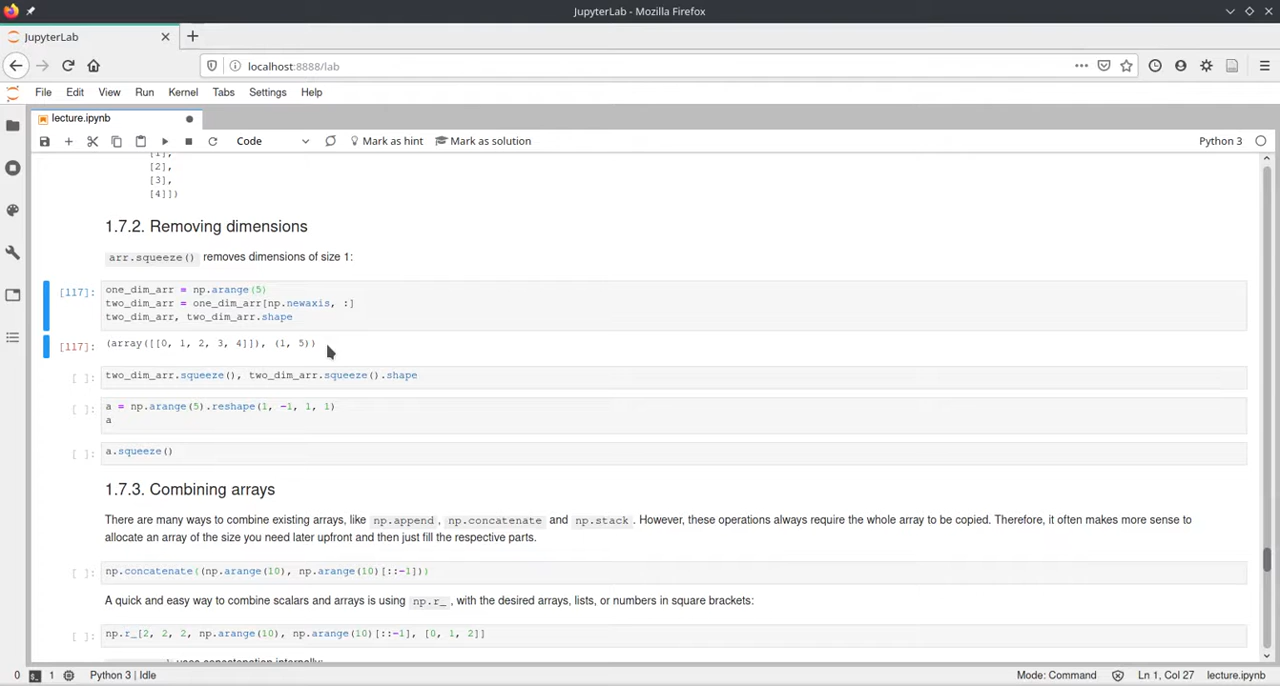 JupyterLab - Mozilla Firefox
JupyterLab
localhost:8888/lab
File Edit View Run Kernel Tabs Settings Help
lecture.ipynb
Code Mark as hint Mark as solution Python 3
[1],
[2],
[3],
[4]])
1.7.2. Removing dimensions
arr.squeeze() removes dimensions of size 1:
[117]: one_dim_arr = np.arange(5)
two_dim_arr = one_dim_arr[np.newaxis, :]
two_dim_arr, two_dim_arr.shape
[117]: (array([[0, 1, 2, 3, 4]]), (1, 5))
[ ]: two_dim_arr.squeeze(), two_dim_arr.squeeze().shape
[ ]: a = np.arange(5).reshape(1, -1, 1, 1)
a
[ ]: a.squeeze()
1.7.3. Combining arrays
There are many ways to combine existing arrays, like np.append, np.concatenate and np.stack. However, these operations always require the whole array to be copied. Therefore, it often makes more sense to
allocate an array of the size you need later upfront and then just fill the respective parts.
[ ]: np.concatenate((np.arange(10), np.arange(10)[::-1]))
A quick and easy way to combine scalars and arrays is using np.r_, with the desired arrays, lists, or numbers in square brackets:
[ ]: np.r_[2, 2, 2, np.arange(10), np.arange(10)[::-1], [0, 1, 2]]
uses concatenation internally:
0 1 Python 3 | Idle Mode: Command Ln 1, Col 27 lecture.ipynb